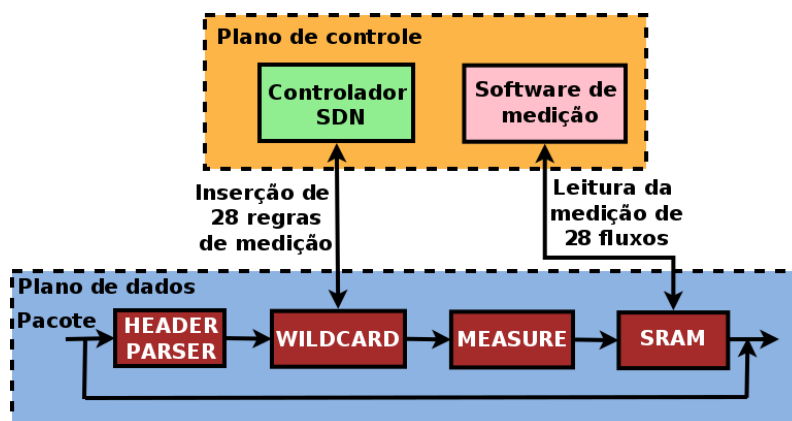 Plano de controle
Controlador
SDN
Software de
medição
Inserção de
28 regras
de medição
Leitura da
medição de
28 fluxos
Plano de dados
Pacote
HEADER
PARSER
WILDCARD
MEASURE
SRAM